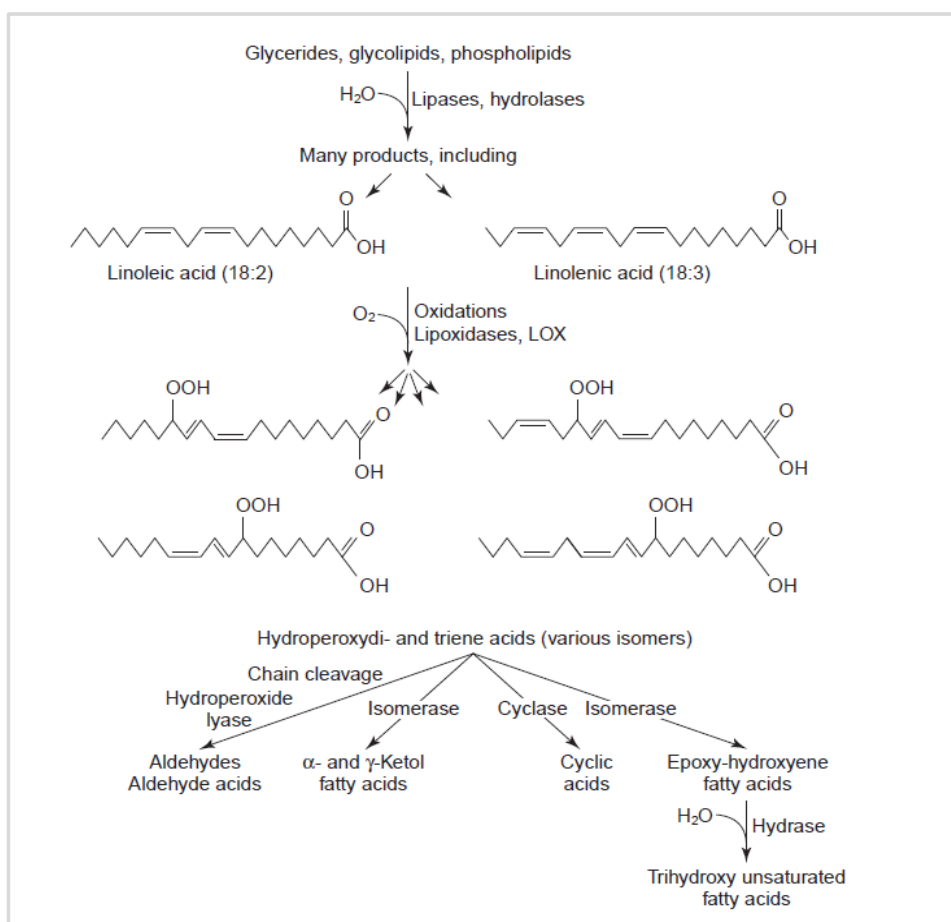 Glycerides, glycolipids, phospholipids
H₂O
Lipases, hydrolases
Many products, including
O
OH
Linoleic acid (18:2)
O
OH
Linolenic acid (18:3)
O₂
Oxidations
Lipoxidases, LOX
OOH
O
OH
OOH
O
OH
OOH
O
OH
OOH
O
OH
Hydroperoxydi- and triene acids (various isomers)
Chain cleavage
Hydroperoxide
lyase
Isomerase
Cyclase
Isomerase
Aldehydes
Aldehyde acids
α- and γ-Ketol
fatty acids
Cyclic
acids
Epoxy-hydroxyene
fatty acids
H₂O
Hydrase
Trihydroxy unsaturated
fatty acids